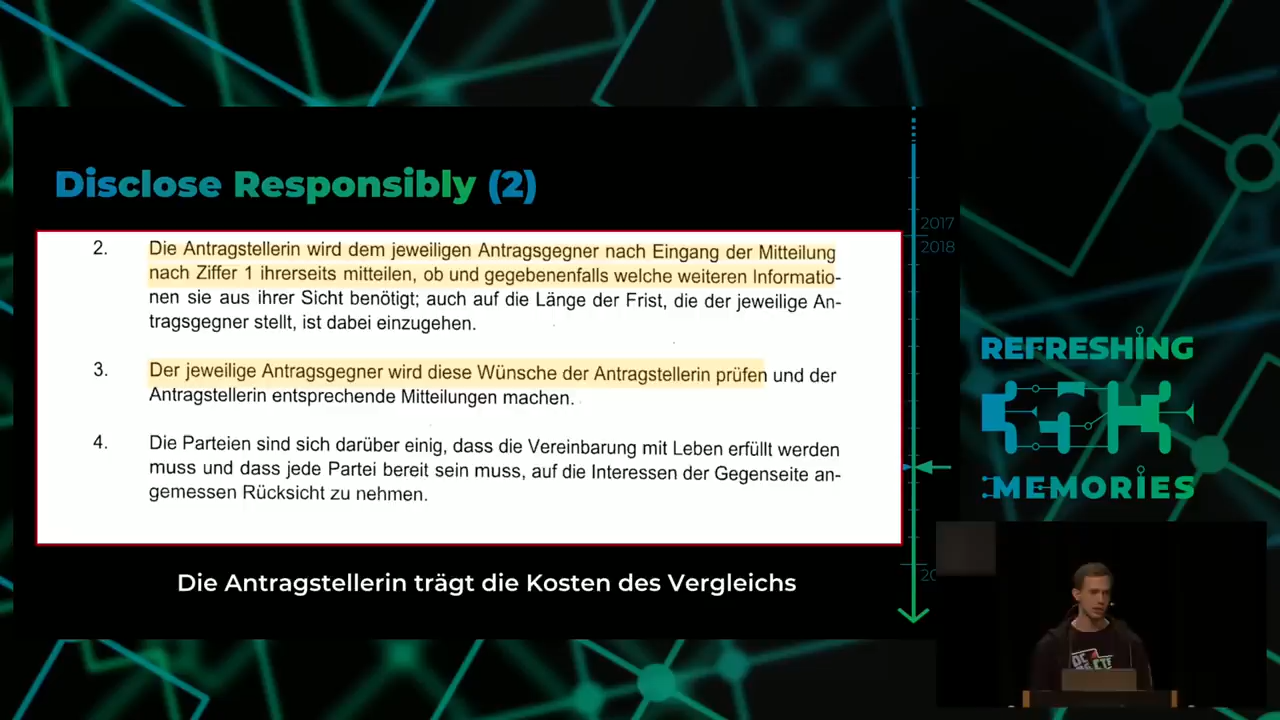 Disclose Responsibly (2)
2. Die Antragstellerin wird dem jeweiligen Antragsgegner nach Eingang der Mitteilung
nach Ziffer 1 ihrerseits mitteilen, ob und gegebenenfalls welche weiteren Informatio-
nen sie aus ihrer Sicht benötigt; auch auf die Länge der Frist, die der jeweilige An-
tragsgegner stellt, ist dabei einzugehen.
3. Der jeweilige Antragsgegner wird diese Wünsche der Antragstellerin prüfen und der
Antragstellerin entsprechende Mitteilungen machen.
4. Die Parteien sind sich darüber einig, dass die Vereinbarung mit Leben erfüllt werden
muss und dass jede Partei bereit sein muss, auf die Interessen der Gegenseite an-
gemessen Rücksicht zu nehmen.
Die Antragstellerin trägt die Kosten des Vergleichs
2017
2018
REFRESHING
MEMORIES